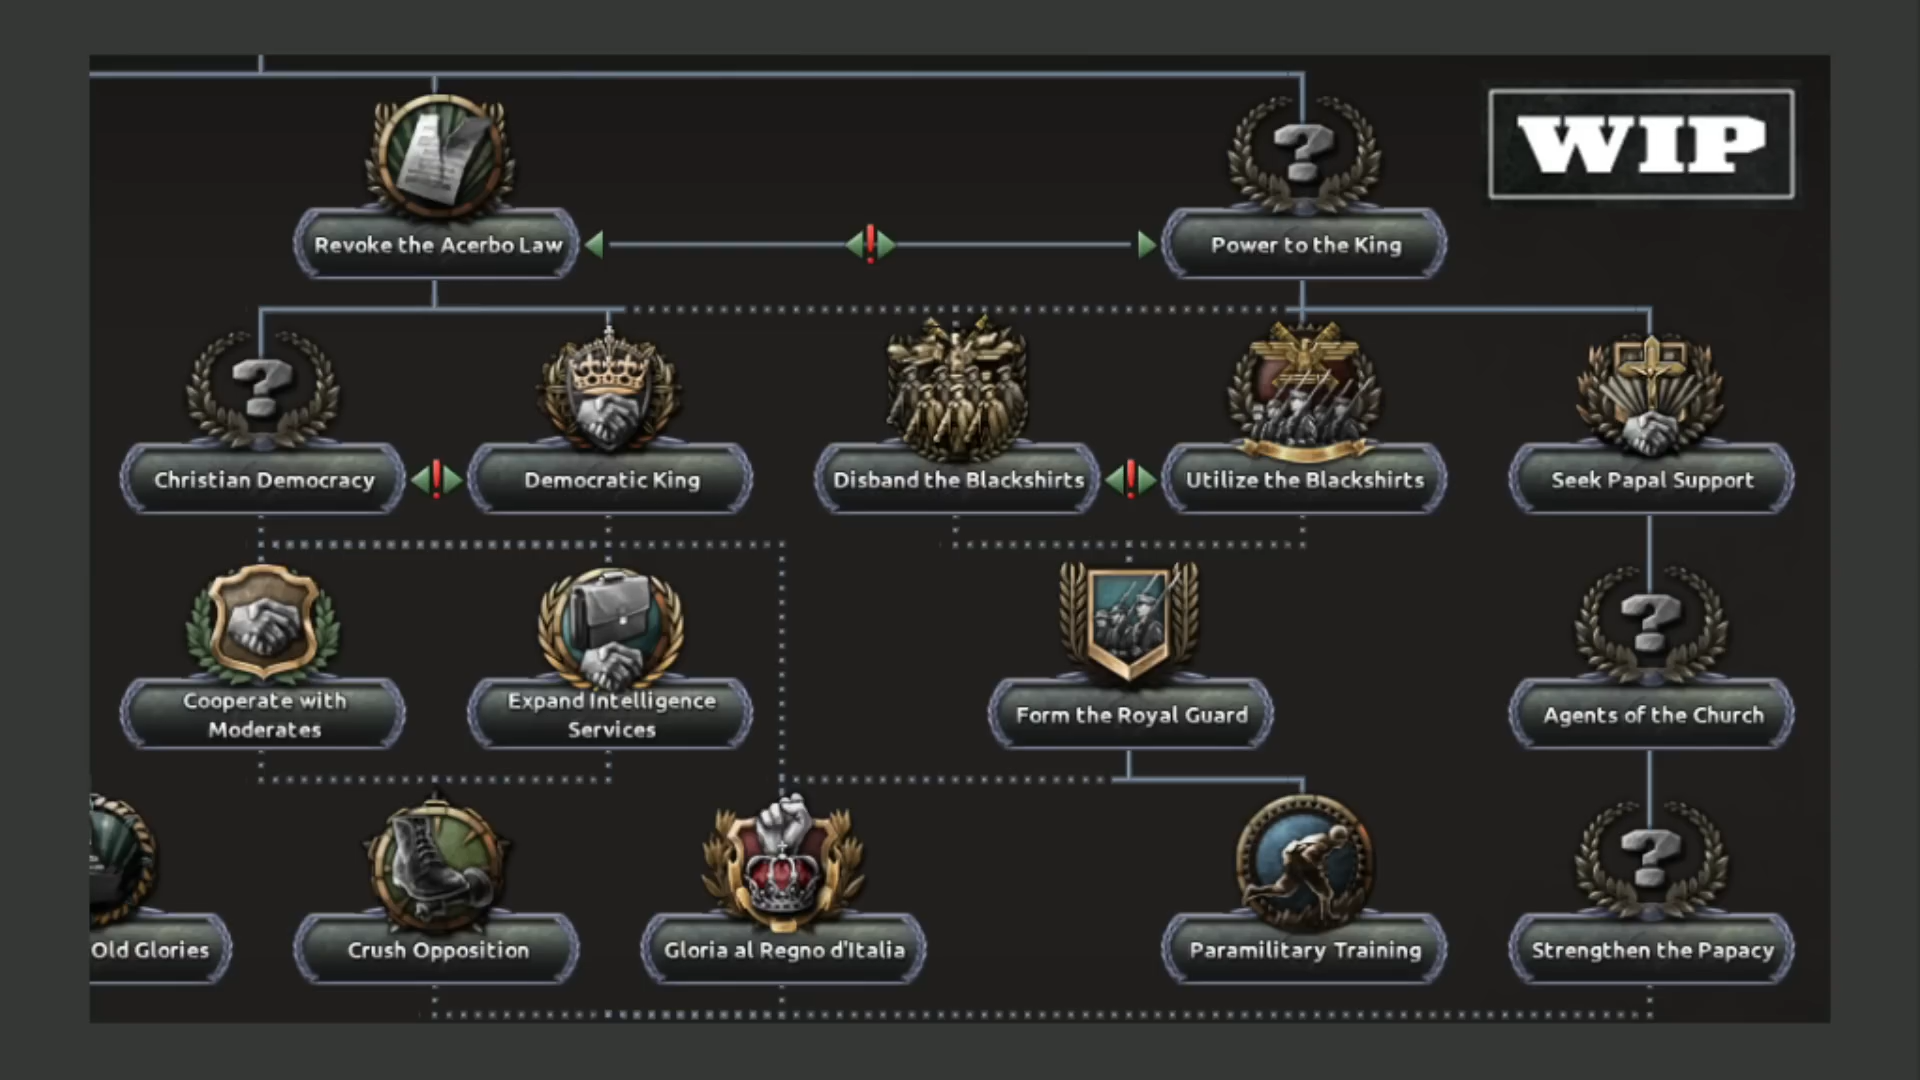 WIP
Revoke the Acerbo Law
Power to the King
Christian Democracy
Democratic King
Disband the Blackshirts
Utilize the Blackshirts
Seek Papal Support
Cooperate with
Moderates
Expand Intelligence
Services
Form the Royal Guard
Agents of the Church
Old Glories
Crush Opposition
Gloria al Regno d'Italia
Paramilitary Training
Strengthen the Papacy